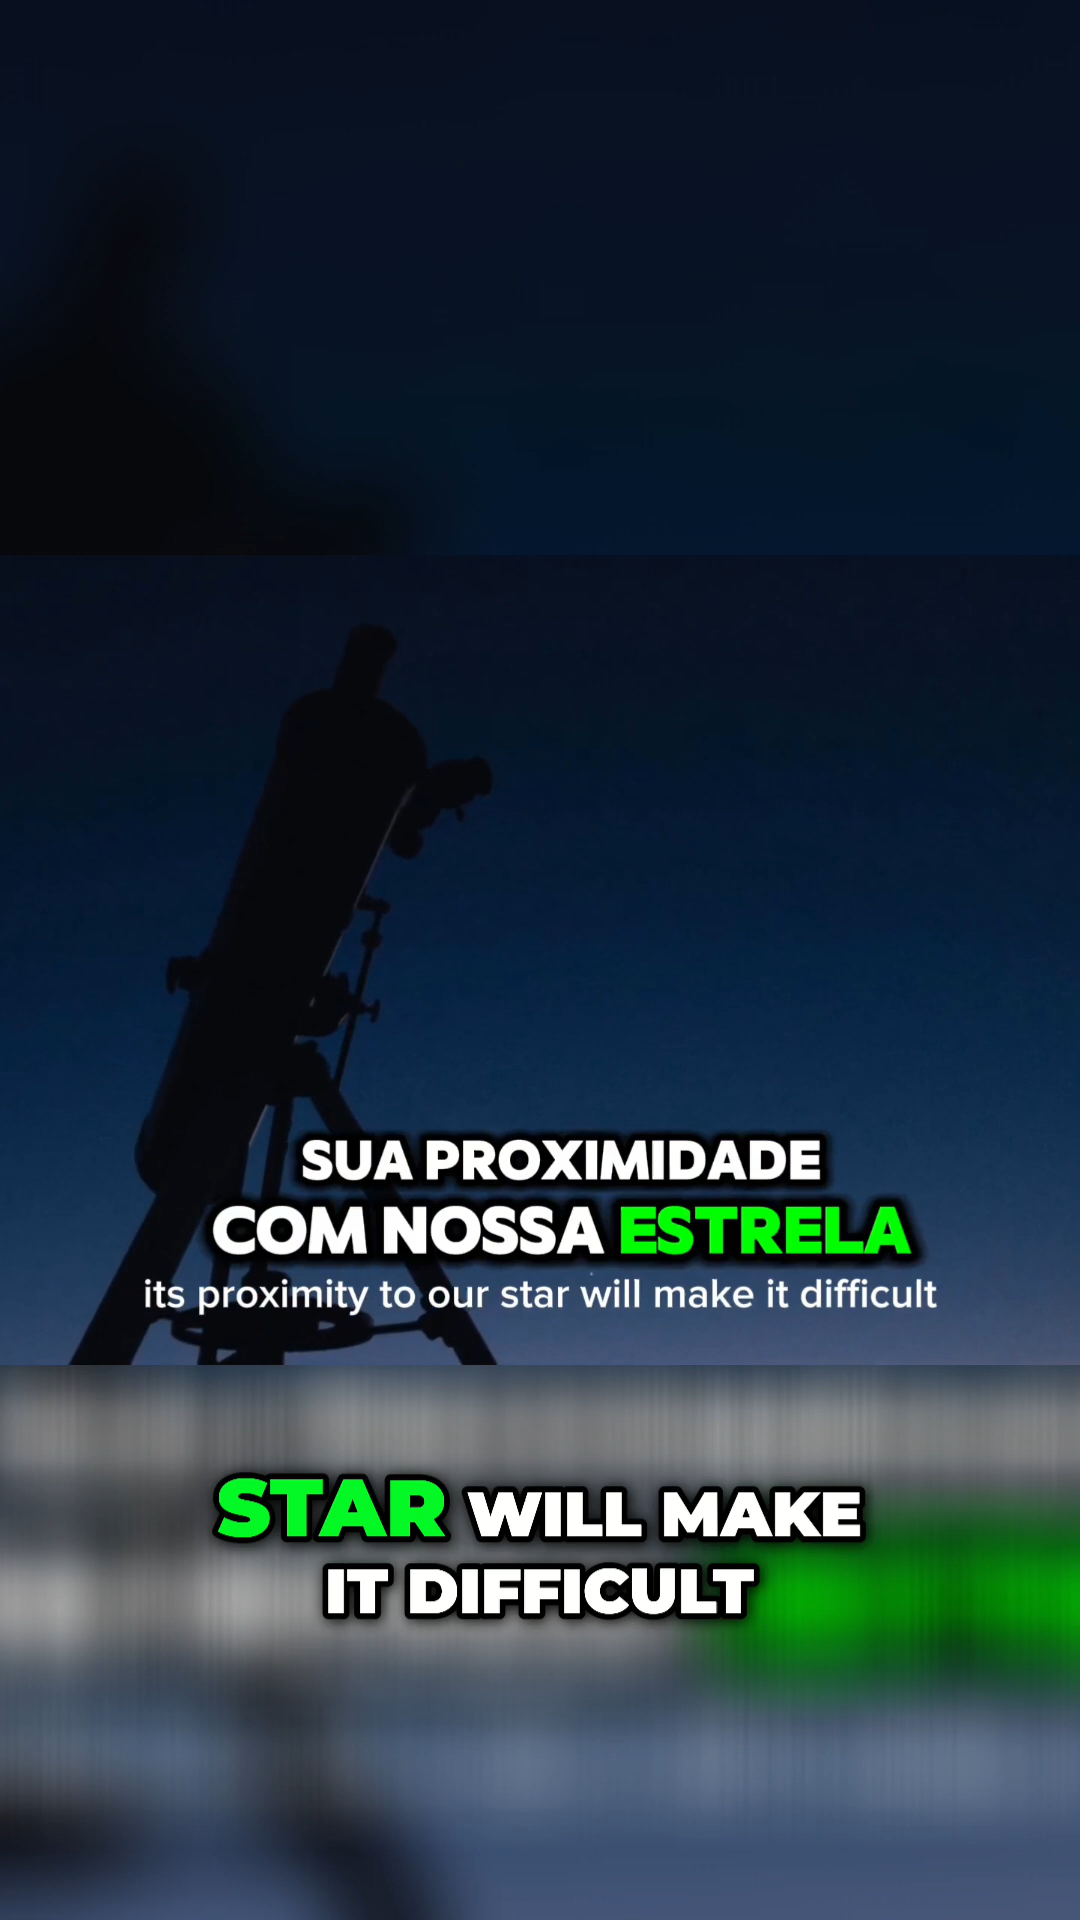 SUA PROXIMIDADE
COM NOSSA ESTRELA
its proximity to our star will make it difficult
STAR WILL MAKE
IT DIFFICULT